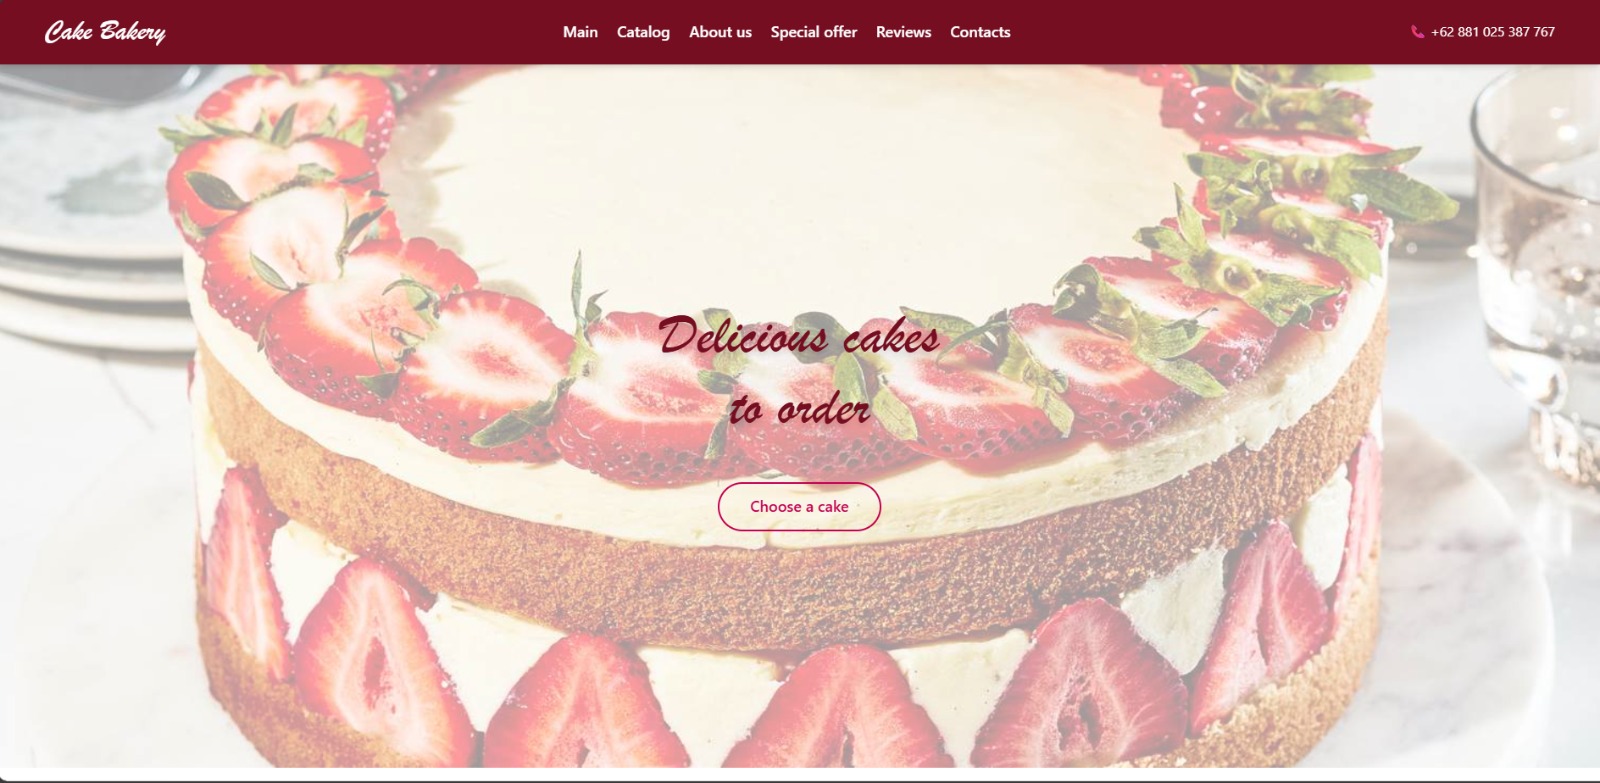 Cake Bakery
Main Catalog About us Special offer Reviews Contacts
+62 881 025 387 767
Delicious cakes
to order
Choose a cake